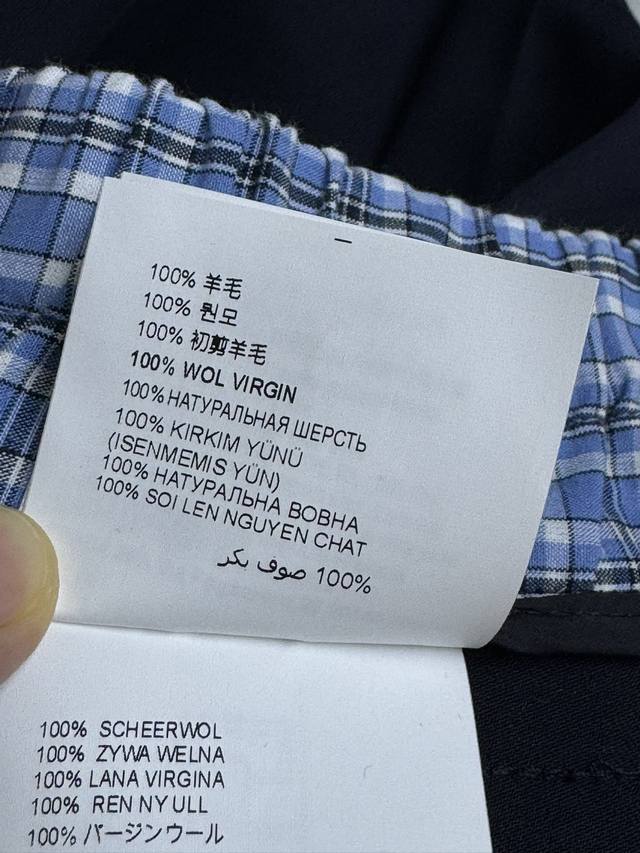 100% 羊毛
100% 뭔모
100% 初剪羊毛
100% WOL VIRGIN
100% НАТУРАЛЬНАЯ ШЕРСТЬ
100% KIRKIM YÜNÜ
(ISENMEMIS YÜN)
100% НАТУРАЛЬНА ВОВНА
100% SOI LEN NGUYEN CHAT
100% صوف بكر
100% SCHEERWOL
100% ZYWA WELNA
100% LANA VIRGINA
100% REN NY ULL
100% バージンウール